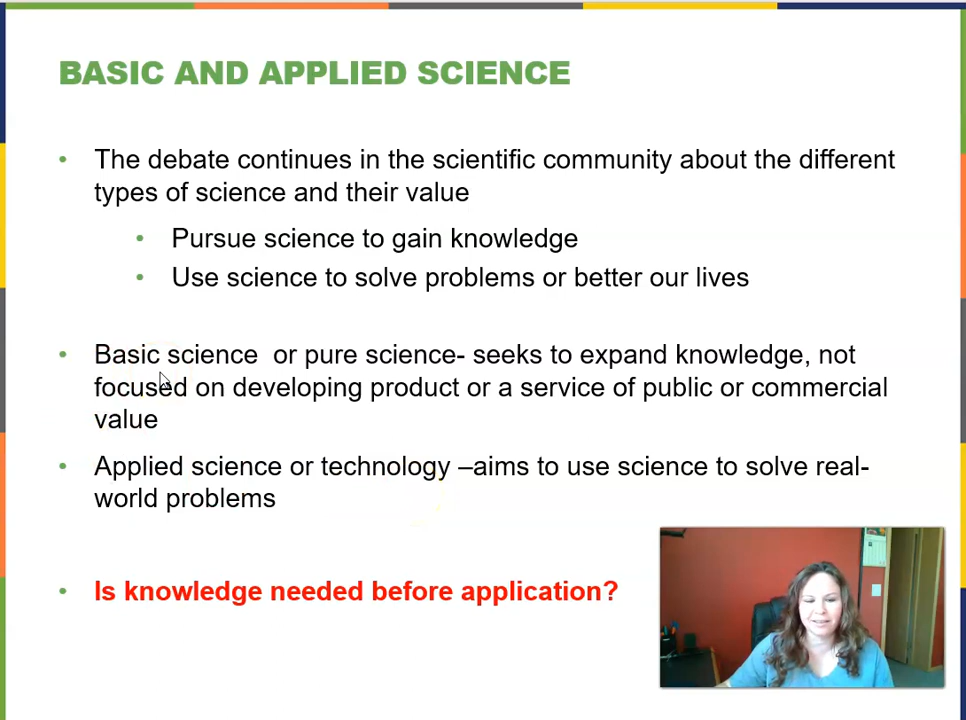 BASIC AND APPLIED SCIENCE
• The debate continues in the scientific community about the different
types of science and their value
• Pursue science to gain knowledge
• Use science to solve problems or better our lives
• Basic science  or pure science- seeks to expand knowledge, not
focused on developing product or a service of public or commercial
value
• Applied science or technology –aims to use science to solve real-
world problems
• Is knowledge needed before application?